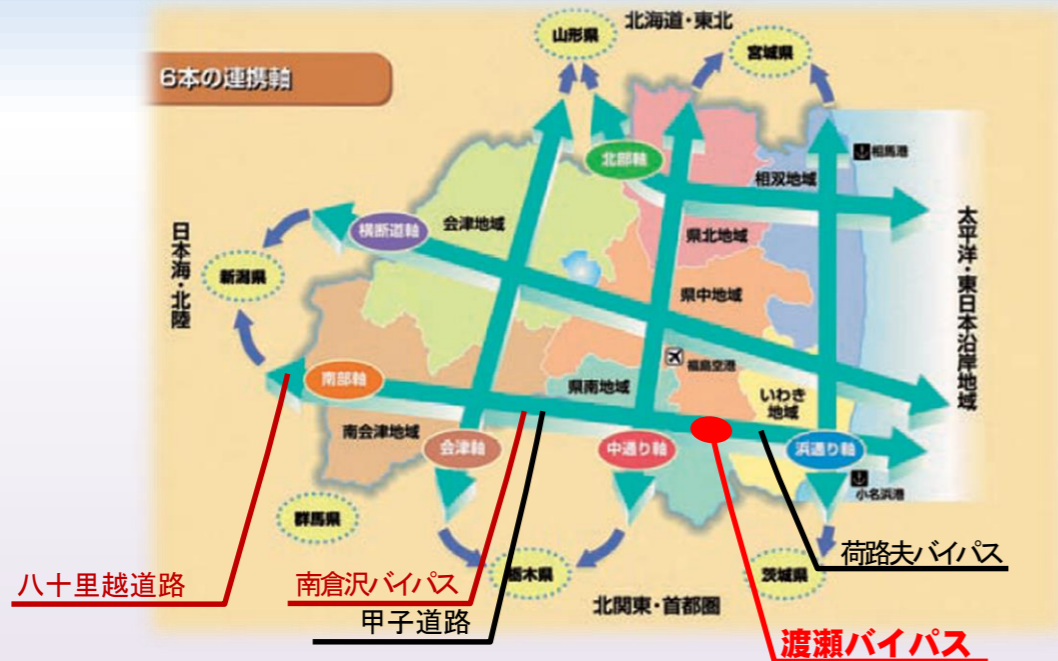 北海道・東北
山形県
宮城県
6本の連携軸
相馬港
北部軸
相双地域
日本海・北陸
横断道軸
会津地域
県北地域
太平洋・東日本沿岸地域
新潟県
県中地域
福島空港
南部軸
県南地域
いわき
地域
南会津地域
会津軸
中通り軸
浜通り軸
小名浜港
群馬県
荷路夫バイパス
八十里越道路
南倉沢バイパス
栃木県
茨城県
北関東・首都圏
甲子道路
渡瀬バイパス